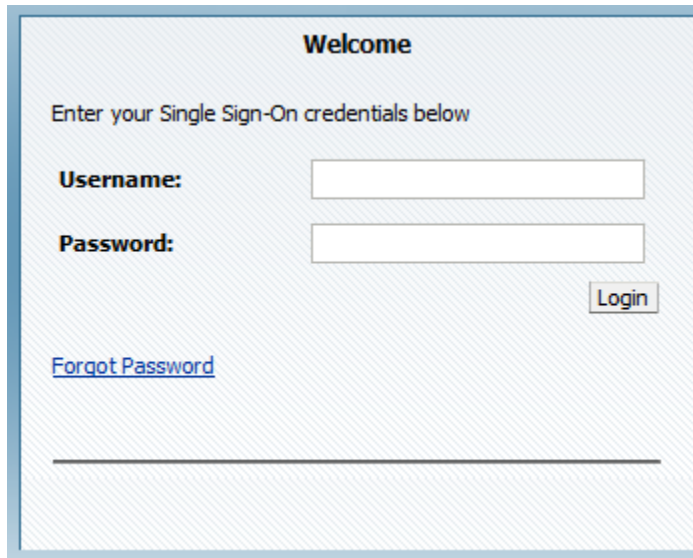 Welcome
Enter your Single Sign-On credentials below
Username:
Password:
Login
Forgot Password